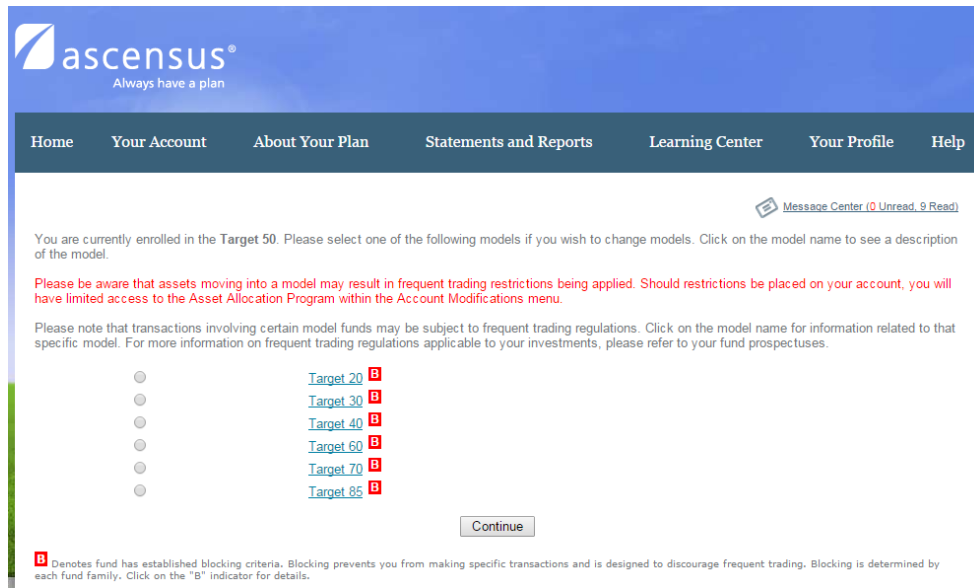 ascensus®
Always have a plan
Home Your Account About Your Plan Statements and Reports Learning Center Your Profile Help
Message Center (0 Unread, 9 Read)
You are currently enrolled in the Target 50. Please select one of the following models if you wish to change models. Click on the model name to see a description
of the model.
Please be aware that assets moving into a model may result in frequent trading restrictions being applied. Should restrictions be placed on your account, you will
have limited access to the Asset Allocation Program within the Account Modifications menu.
Please note that transactions involving certain model funds may be subject to frequent trading regulations. Click on the model name for information related to that
specific model. For more information on frequent trading regulations applicable to your investments, please refer to your fund prospectuses.
Target 20 B
Target 30 B
Target 40 B
Target 60 B
Target 70 B
Target 85 B
Continue
B Denotes fund has established blocking criteria. Blocking prevents you from making specific transactions and is designed to discourage frequent trading. Blocking is determined by
each fund family. Click on the "B" indicator for details.